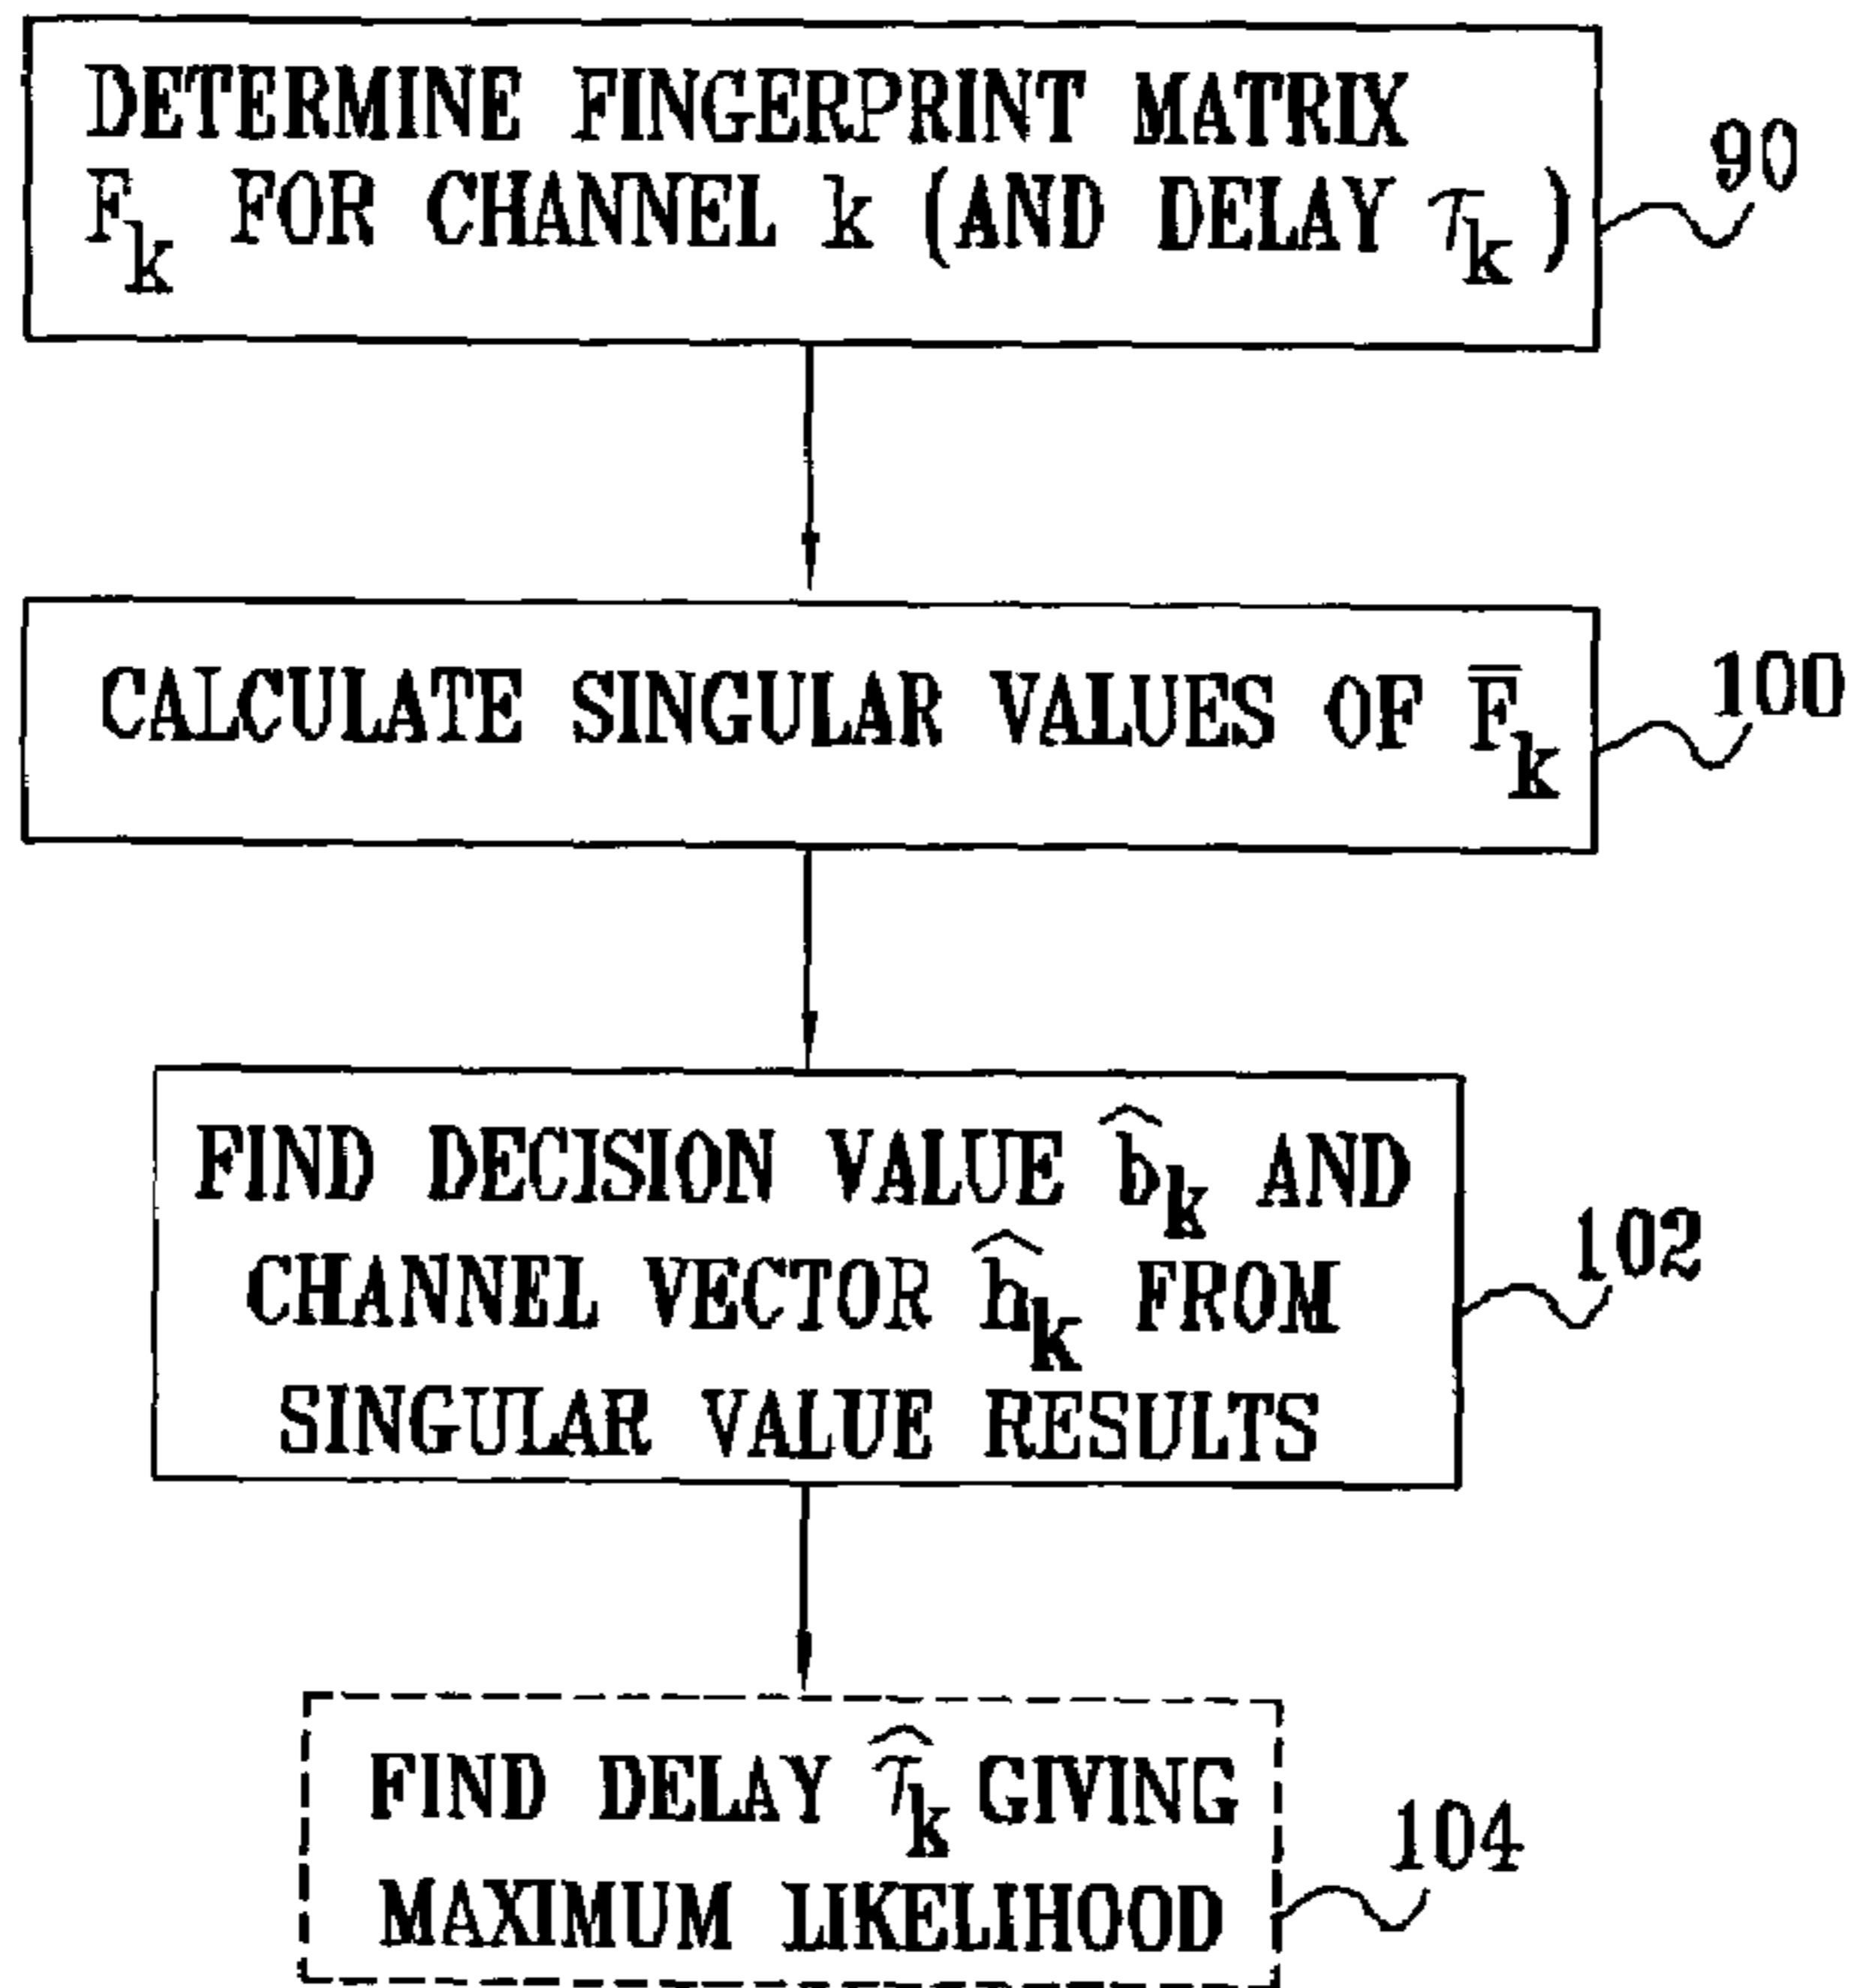 DETERMINE FINGERPRINT MATRIX
F_k FOR CHANNEL k (AND DELAY τ_k)
90
CALCULATE SINGULAR VALUES OF F̅_k
100
FIND DECISION VALUE b̂_k AND
CHANNEL VECTOR ĥ_k FROM
SINGULAR VALUE RESULTS
102
FIND DELAY τ̂_k GIVING
MAXIMUM LIKELIHOOD
104